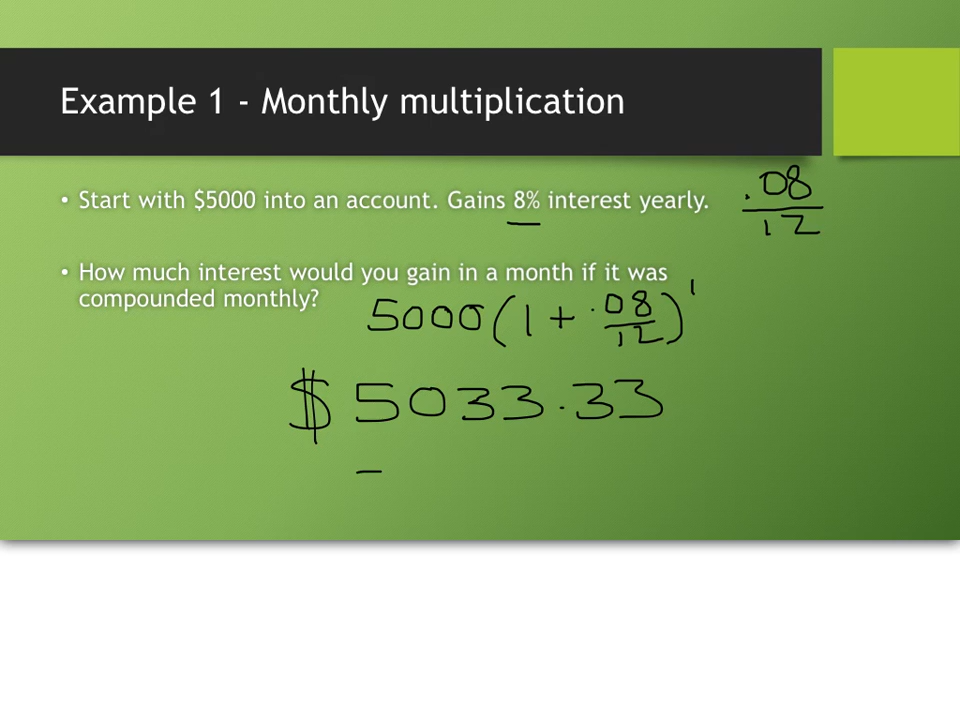 Example 1 - Monthly multiplication
• Start with $5000 into an account. Gains 8% interest yearly.
.08
12
• How much interest would you gain in a month if it was
compounded monthly?
5000(1 + .08/12)^1
$5033.33
–